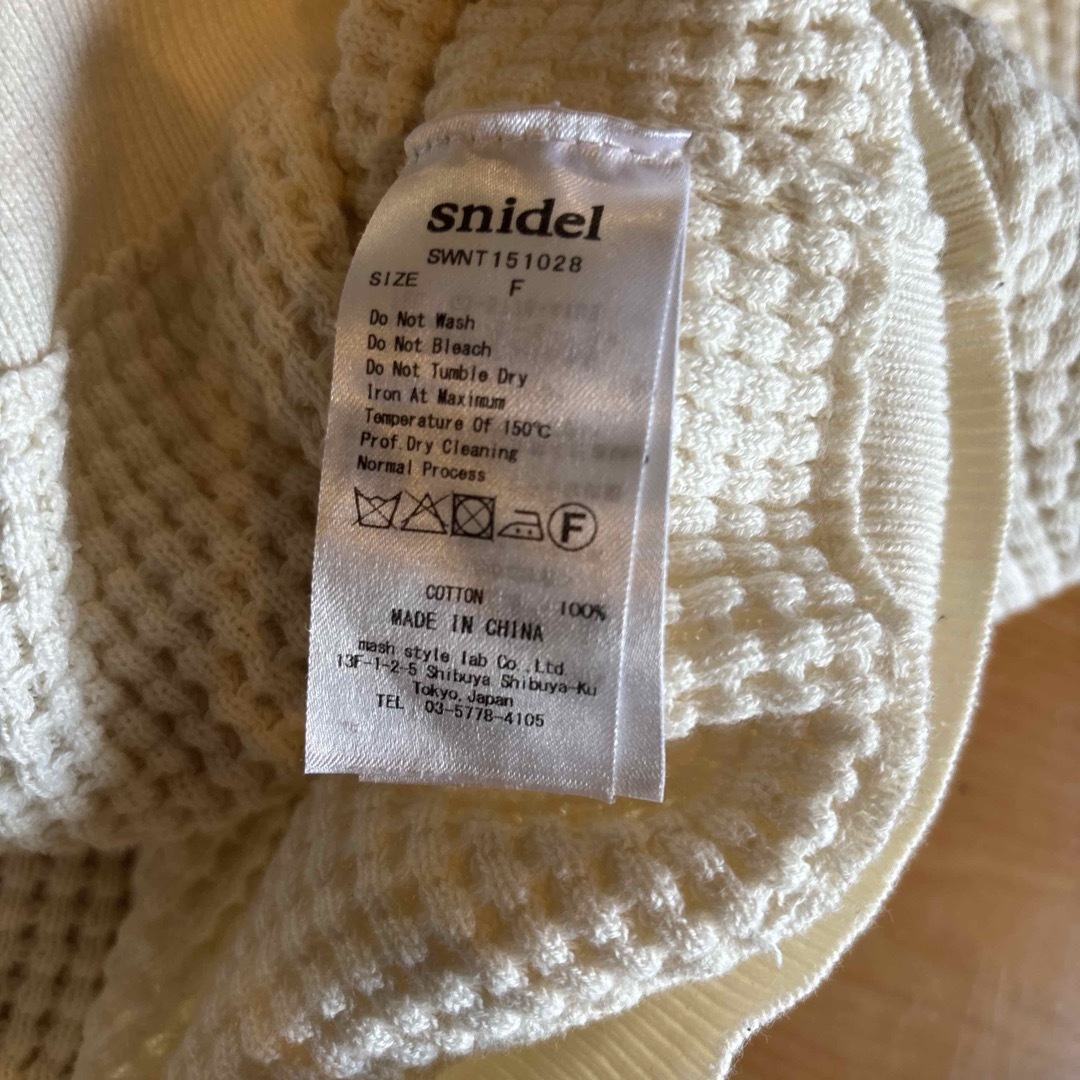 snidel
SWNT151028
SIZE F
Do Not Wash
Do Not Bleach
Do Not Tumble Dry
Iron At Maximum
Temperature Of 150℃
Prof.Dry Cleaning
Normal Process
F
COTTON 100%
MADE IN CHINA
mash style lab Co.,Ltd
13F-1-2-5 Shibuya Shibuya-Ku
Tokyo,Japan
TEL 03-5778-4105